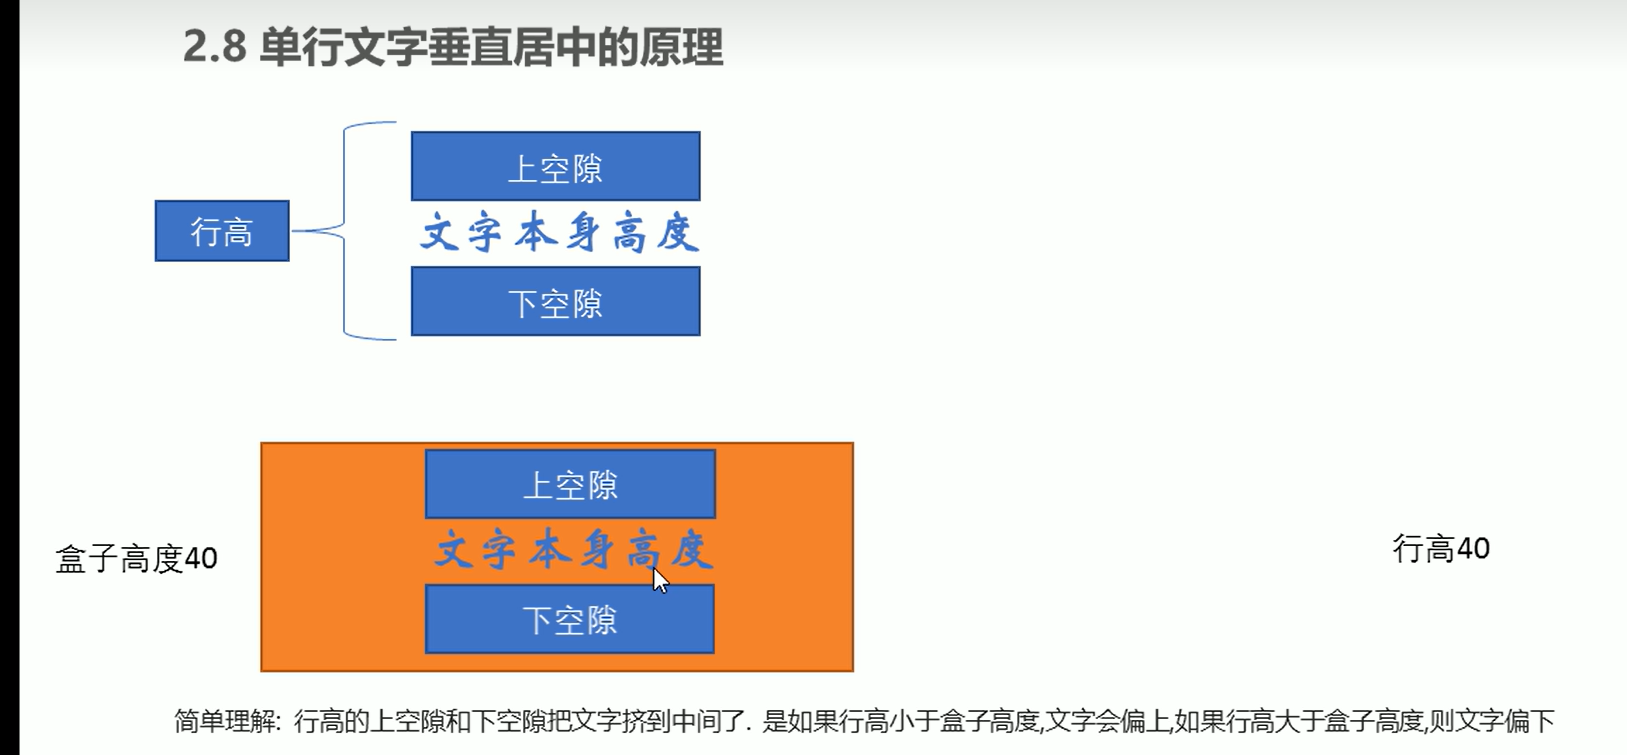 2.8 单行文字垂直居中的原理
上空隙
行高
文字本身高度
下空隙
上空隙
文字本身高度
盒子高度40
行高40
下空隙
简单理解: 行高的上空隙和下空隙把文字挤到中间了. 是如果行高小于盒子高度,文字会偏上,如果行高大于盒子高度,则文字偏下